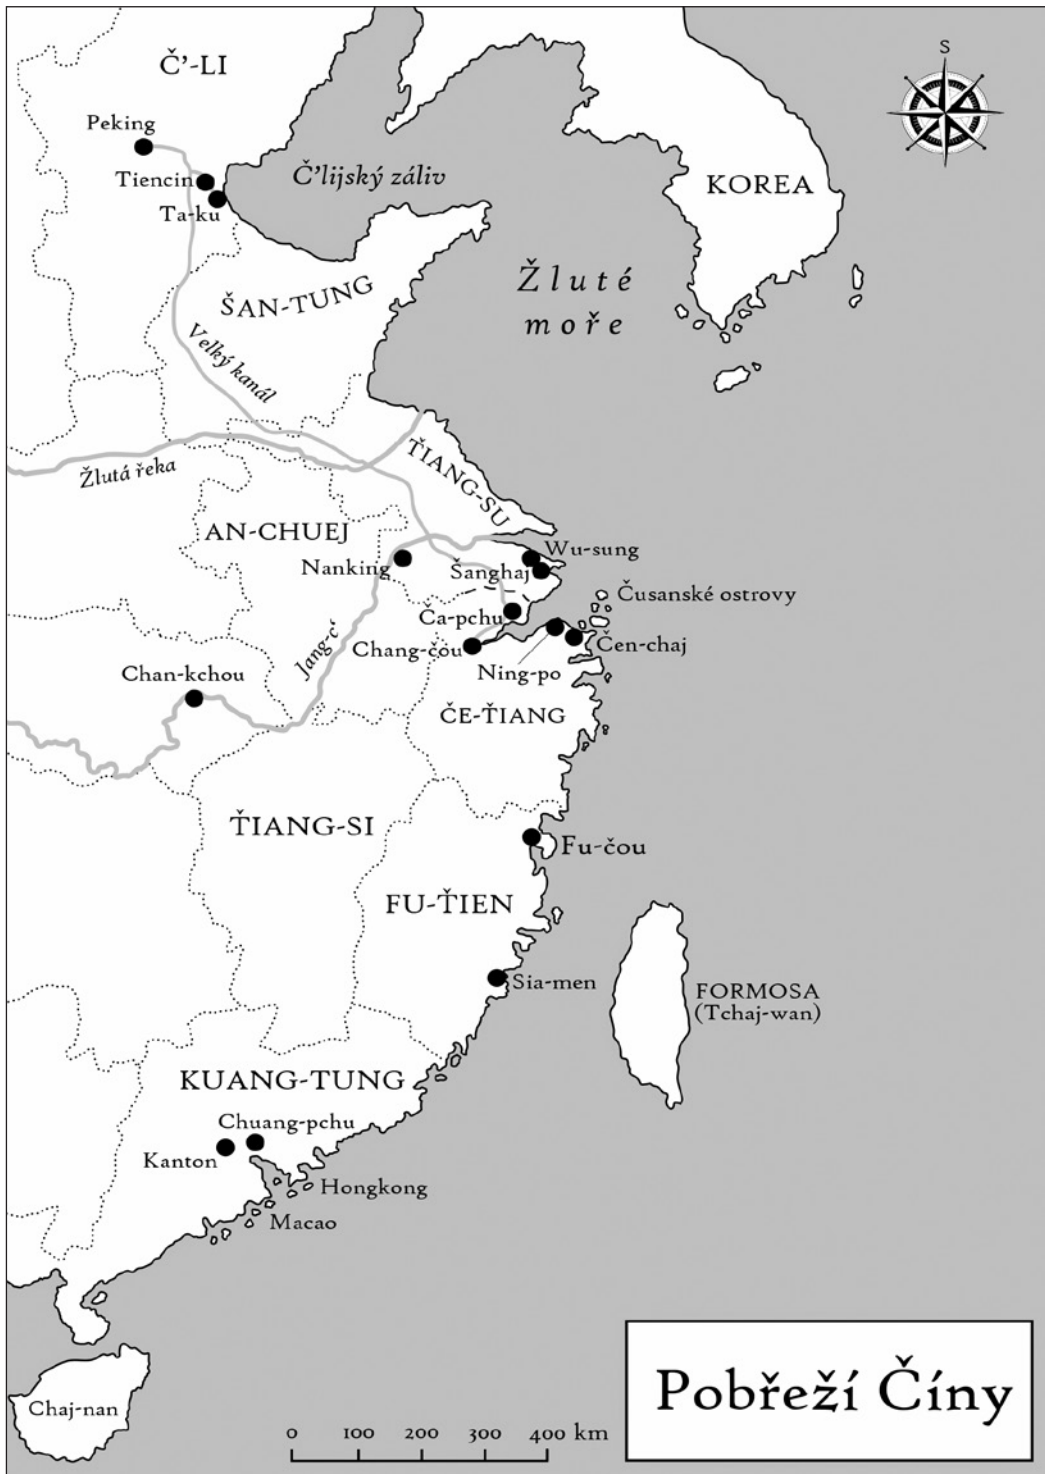 Č’-LI
S
Peking
Tiencin
Ta-ku
Č’lijský záliv
KOREA
ŠAN-TUNG
Žluté
moře
Velký kanál
Žlutá řeka
ŤIANG-SU
AN-CHUEJ
Nanking
Wu-sung
Šanghaj
Čusanské ostrovy
Ča-pchu
Chang-čou
Čen-chaj
Ning-po
Jang-c‘
Chan-kchou
ČE-ŤIANG
ŤIANG-SI
Fu-čou
FU-ŤIEN
Sia-men
FORMOSA
(Tchaj-wan)
KUANG-TUNG
Chuang-pchu
Kanton
Hongkong
Macao
Chaj-nan
Pobřeží Číny
0 100 200 300 400 km